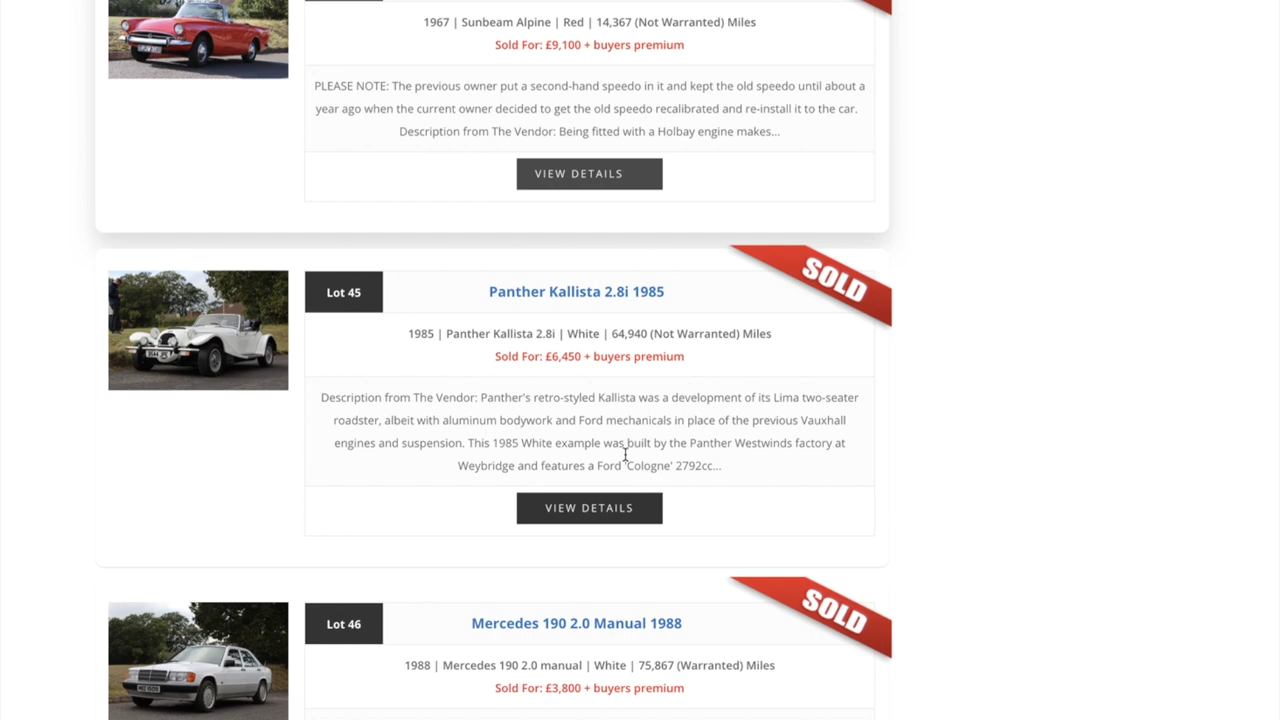 1967 | Sunbeam Alpine | Red | 14,367 (Not Warranted) Miles
Sold For: £9,100 + buyers premium
PLEASE NOTE: The previous owner put a second-hand speedo in it and kept the old speedo until about a
year ago when the current owner decided to get the old speedo recalibrated and re-install it to the car.
Description from The Vendor: Being fitted with a Holbay engine makes...
VIEW DETAILS
SOLD
Lot 45
Panther Kallista 2.8i 1985
1985 | Panther Kallista 2.8i | White | 64,940 (Not Warranted) Miles
Sold For: £6,450 + buyers premium
Description from The Vendor: Panther's retro-styled Kallista was a development of its Lima two-seater
roadster, albeit with aluminum bodywork and Ford mechanicals in place of the previous Vauxhall
engines and suspension. This 1985 White example was built by the Panther Westwinds factory at
Weybridge and features a Ford 'Cologne' 2792cc...
VIEW DETAILS
SOLD
Lot 46
Mercedes 190 2.0 Manual 1988
1988 | Mercedes 190 2.0 manual | White | 75,867 (Warranted) Miles
Sold For: £3,800 + buyers premium